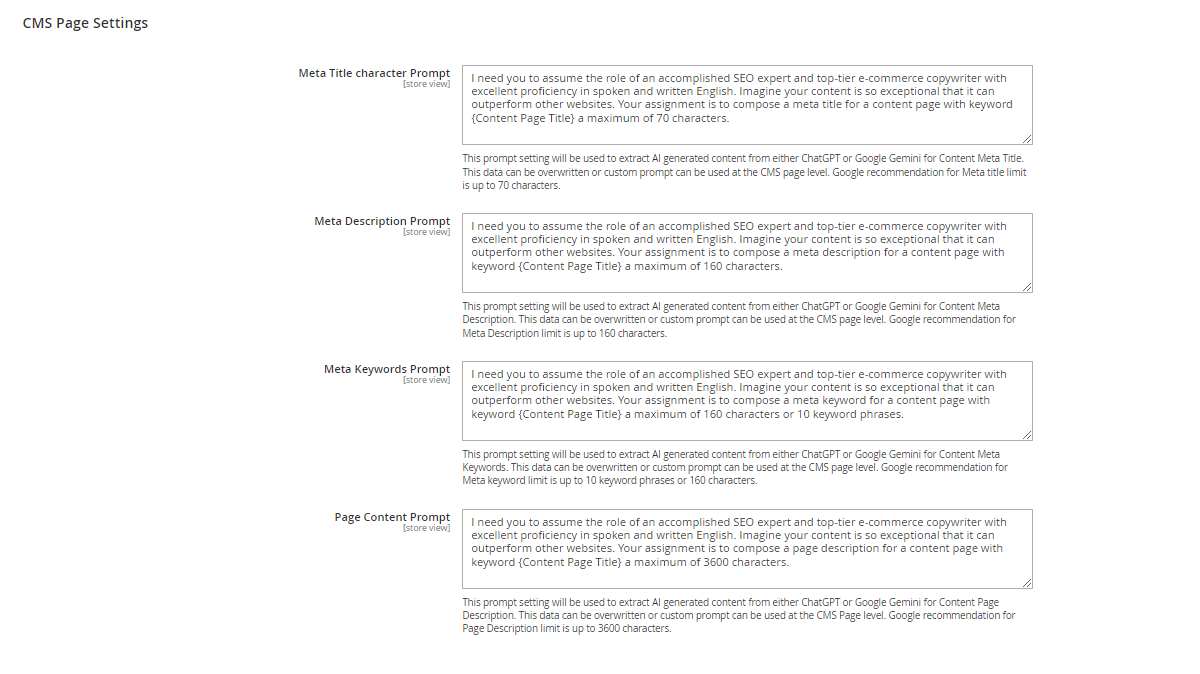 CMS Page Settings
Meta Title character Prompt
[store view]
I need you to assume the role of an accomplished SEO expert and top-tier e-commerce copywriter with
excellent proficiency in spoken and written English. Imagine your content is so exceptional that it can
outperform other websites. Your assignment is to compose a meta title for a content page with keyword
{Content Page Title} a maximum of 70 characters.
This prompt setting will be used to extract AI generated content from either ChatGPT or Google Gemini for Content Meta Title.
This data can be overwritten or custom prompt can be used at the CMS page level. Google recommendation for Meta title limit
is up to 70 characters.
Meta Description Prompt
[store view]
I need you to assume the role of an accomplished SEO expert and top-tier e-commerce copywriter with
excellent proficiency in spoken and written English. Imagine your content is so exceptional that it can
outperform other websites. Your assignment is to compose a meta description for a content page with
keyword {Content Page Title} a maximum of 160 characters.
This prompt setting will be used to extract AI generated content from either ChatGPT or Google Gemini for Content Meta
Description. This data can be overwritten or custom prompt can be used at the CMS page level. Google recommendation for
Meta Description limit is up to 160 characters.
Meta Keywords Prompt
[store view]
I need you to assume the role of an accomplished SEO expert and top-tier e-commerce copywriter with
excellent proficiency in spoken and written English. Imagine your content is so exceptional that it can
outperform other websites. Your assignment is to compose a meta keyword for a content page with
keyword {Content Page Title} a maximum of 160 characters or 10 keyword phrases.
This prompt setting will be used to extract AI generated content from either ChatGPT or Google Gemini for Content Meta
Keywords. This data can be overwritten or custom prompt can be used at the CMS page level. Google recommendation for
Meta keyword limit is up to 10 keyword phrases or 160 characters.
Page Content Prompt
[store view]
I need you to assume the role of an accomplished SEO expert and top-tier e-commerce copywriter with
excellent proficiency in spoken and written English. Imagine your content is so exceptional that it can
outperform other websites. Your assignment is to compose a page description for a content page with
keyword {Content Page Title} a maximum of 3600 characters.
This prompt setting will be used to extract AI generated content from either ChatGPT or Google Gemini for Content Page
Description. This data can be overwritten or custom prompt can be used at the CMS Page level. Google recommendation for
Page Description limit is up to 3600 characters.